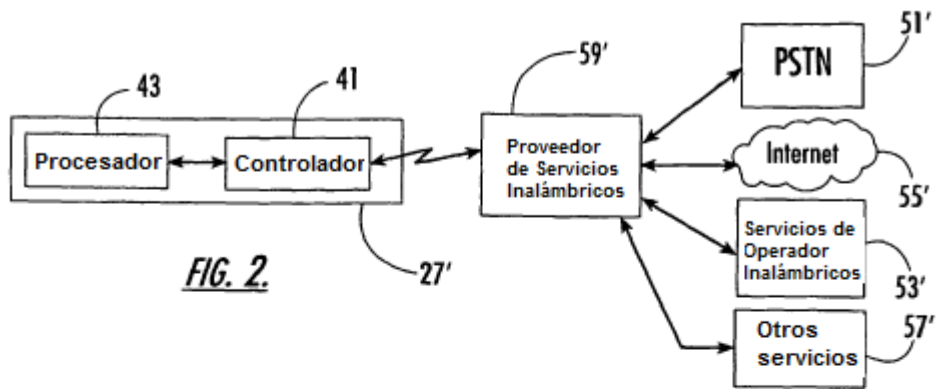 43
41
59'
51'
PSTN
Procesador
Controlador
Proveedor
de Servicios
Inalámbricos
Internet
55'
Servicios de
Operador
Inalámbricos
53'
FIG. 2.
27'
Otros
servicios
57'